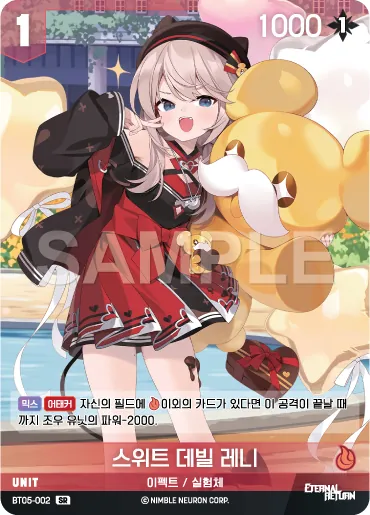 1
1000 1
SAMPLE
믹스 어태커 자신의 필드에 이외의 카드가 있다면 이 공격이 끝날 때
까지 조우 유닛의 파워-2000.
스위트 데빌 레니
UNIT
이펙트 / 실험체
BT05-002 SR
© NIMBLE NEURON CORP.
ETERNAL RETURN